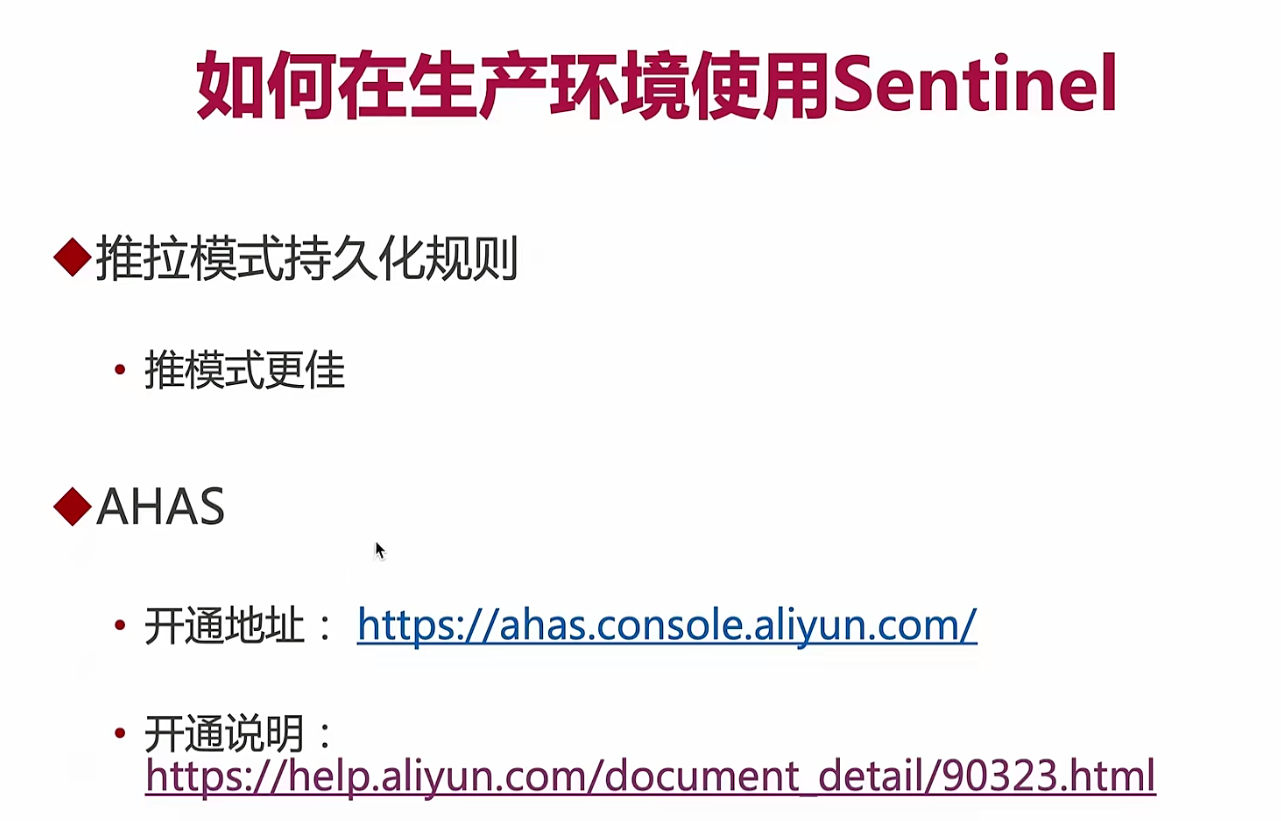 如何在生产环境使用Sentinel
◆推拉模式持久化规则
• 推模式更佳
◆AHAS
• 开通地址： https://ahas.console.aliyun.com/
• 开通说明：
https://help.aliyun.com/document_detail/90323.html